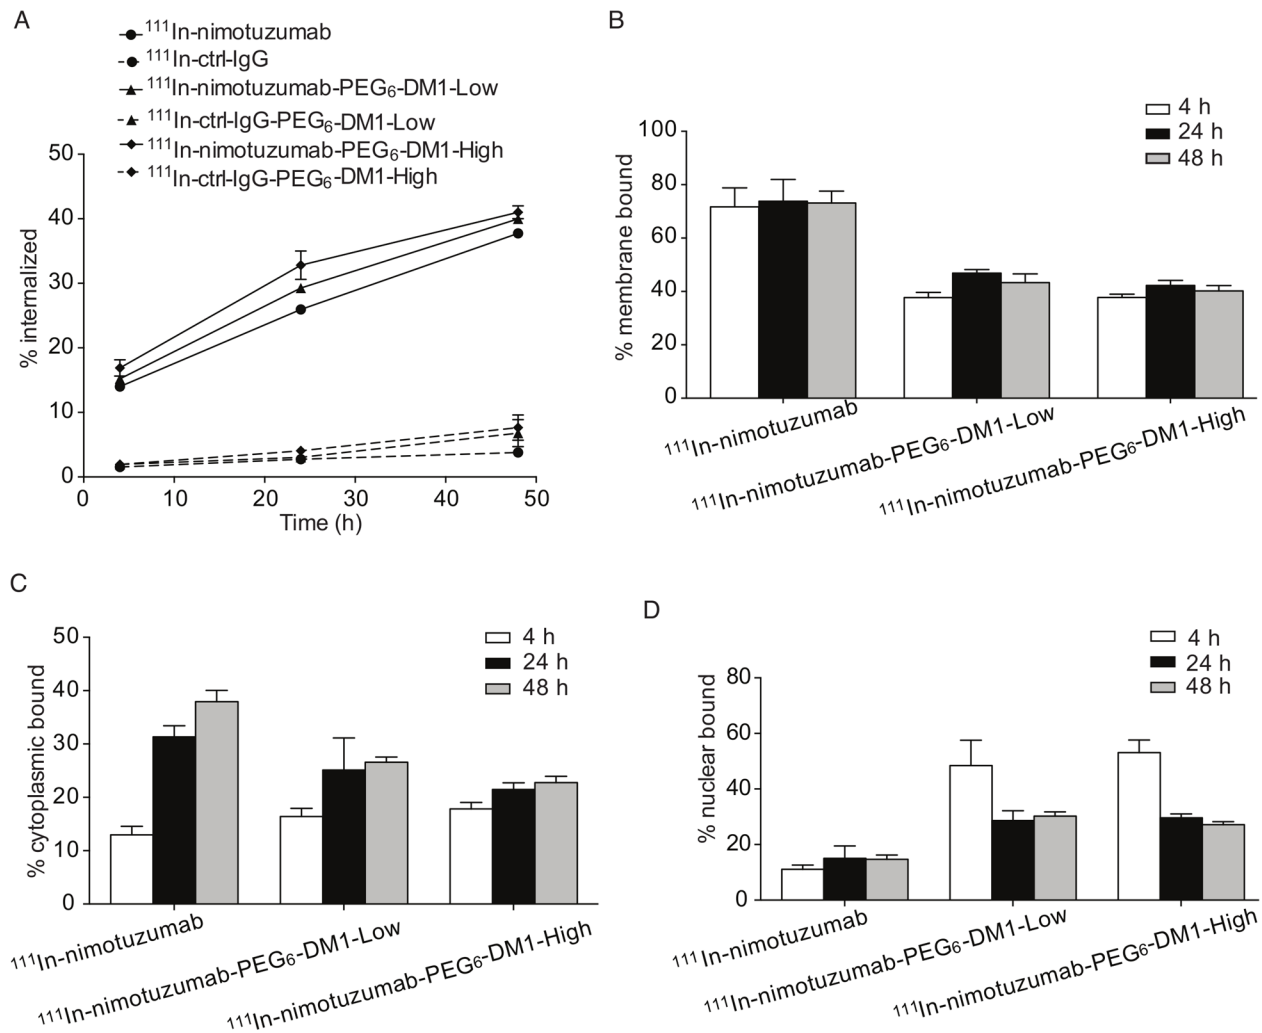 A
¹¹¹In-nimotuzumab
¹¹¹In-ctrl-IgG
¹¹¹In-nimotuzumab-PEG₆-DM1-Low
¹¹¹In-ctrl-IgG-PEG₆-DM1-Low
¹¹¹In-nimotuzumab-PEG₆-DM1-High
¹¹¹In-ctrl-IgG-PEG₆-DM1-High
% internalized
50
40
30
20
10
0
0 10 20 30 40 50
Time (h)
B
4 h
24 h
48 h
% membrane bound
100
80
60
40
20
0
¹¹¹In-nimotuzumab
¹¹¹In-nimotuzumab-PEG₆-DM1-Low
¹¹¹In-nimotuzumab-PEG₆-DM1-High
C
4 h
24 h
48 h
% cytoplasmic bound
50
40
30
20
10
0
¹¹¹In-nimotuzumab
¹¹¹In-nimotuzumab-PEG₆-DM1-Low
¹¹¹In-nimotuzumab-PEG₆-DM1-High
D
4 h
24 h
48 h
% nuclear bound
80
60
40
20
0
¹¹¹In-nimotuzumab
¹¹¹In-nimotuzumab-PEG₆-DM1-Low
¹¹¹In-nimotuzumab-PEG₆-DM1-High